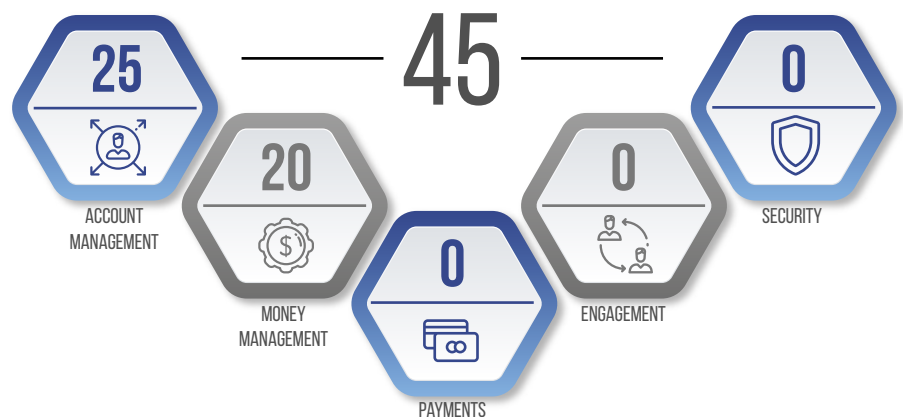 45
25
ACCOUNT
MANAGEMENT
20
$
MONEY
MANAGEMENT
0
PAYMENTS
0
ENGAGEMENT
0
SECURITY